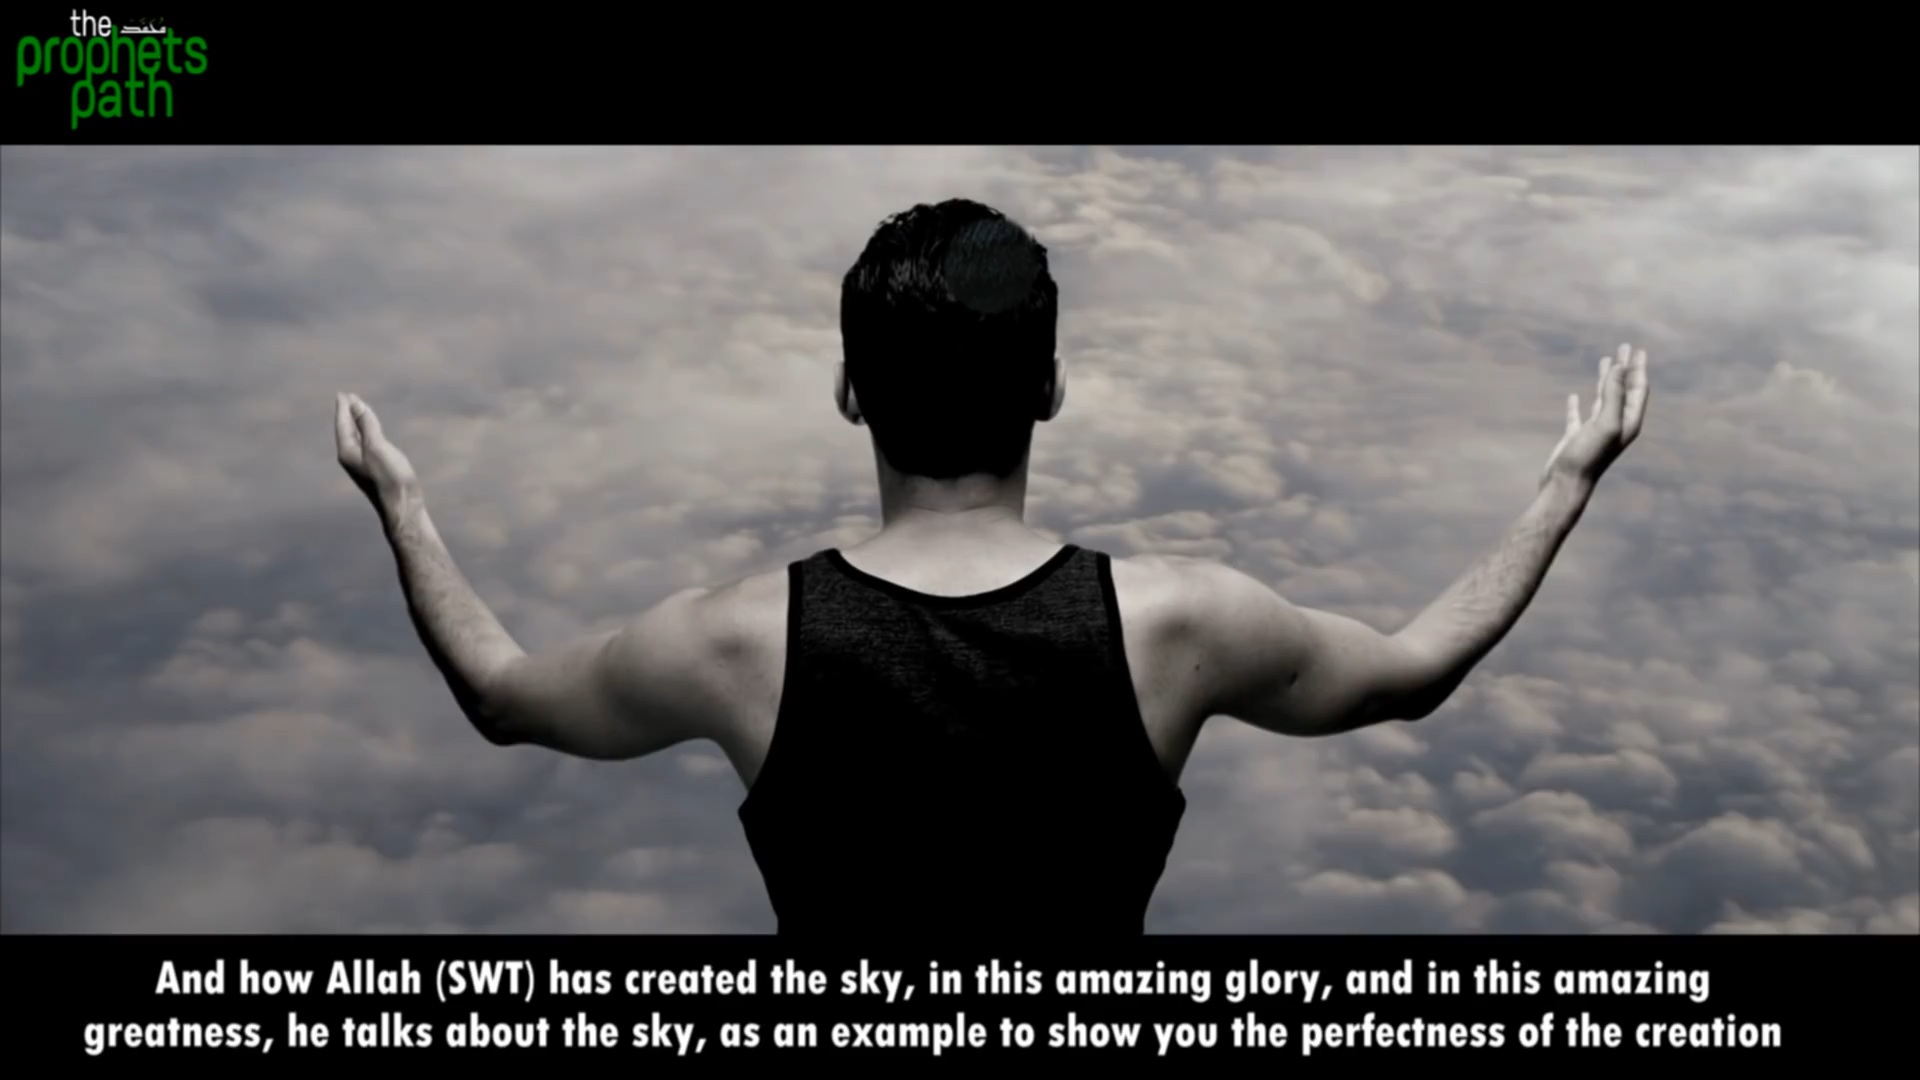 the محمد
prophets
path
And how Allah (SWT) has created the sky, in this amazing glory, and in this amazing
greatness, he talks about the sky, as an example to show you the perfectness of the creation